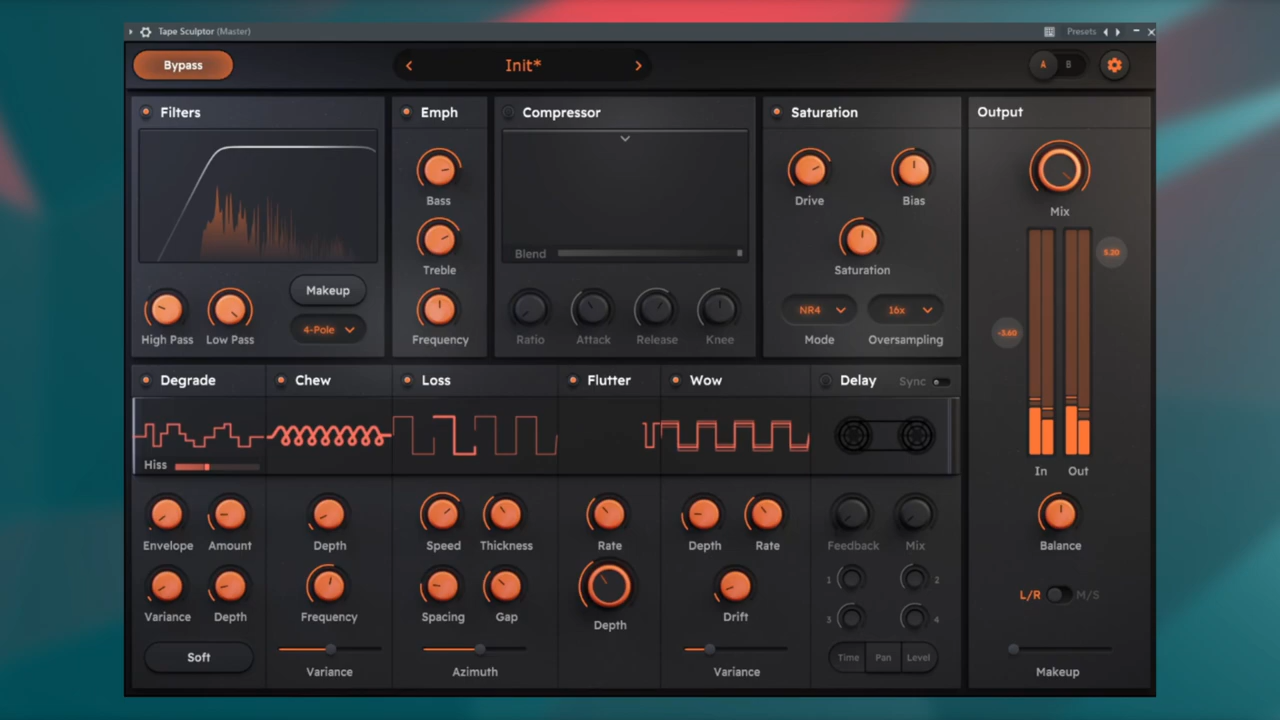 Tape Sculptor (Master)
Presets
Bypass
Init*
A B
Filters
Makeup
4-Pole
High Pass Low Pass
Emph
Bass
Treble
Frequency
Compressor
Blend
Ratio Attack Release Knee
Saturation
Drive Bias
Saturation
NR4 16x
Mode Oversampling
Output
Mix
5.20
-3.60
In Out
Balance
L/R M/S
Makeup
Degrade
Hiss
Envelope Amount
Variance Depth
Soft
Chew
Depth
Frequency
Variance
Loss
Speed Thickness
Spacing Gap
Azimuth
Flutter
Rate
Depth
Wow
Depth Rate
Drift
Variance
Delay Sync
Feedback Mix
1 2
3 4
Time Pan Level